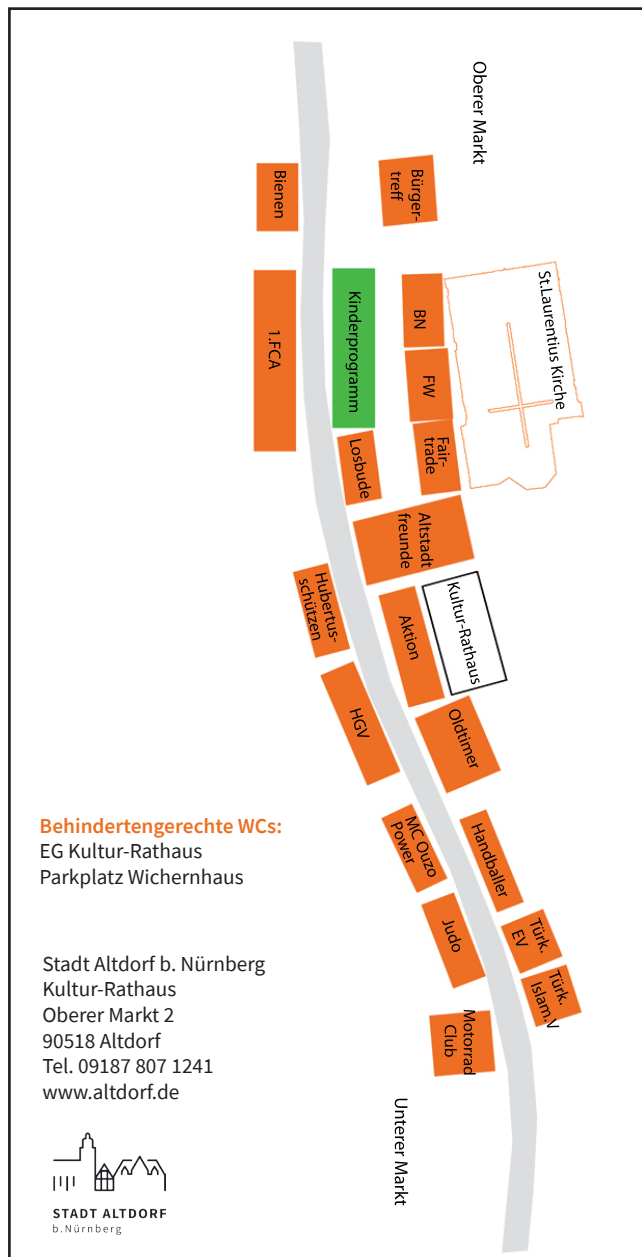 Oberer Markt
Bürger-
treff
Bienen
St.Laurentius Kirche
BN
Kinderprogramm
1.FCA
FW
Fair-
trade
Losbude
Altstadt
freunde
Hubertus-
schützen
Kultur-Rathaus
Aktion
HGV
Oldtimer
MC Ouzo
Power
Handballer
Judo
Türk.
EV
Türk.
Islam.V
Motorrad
Club
Unterer Markt
Behindertengerechte WCs:
EG Kultur-Rathaus
Parkplatz Wichernhaus
Stadt Altdorf b. Nürnberg
Kultur-Rathaus
Oberer Markt 2
90518 Altdorf
Tel. 09187 807 1241
www.altdorf.de
STADT ALTDORF
b.Nürnberg